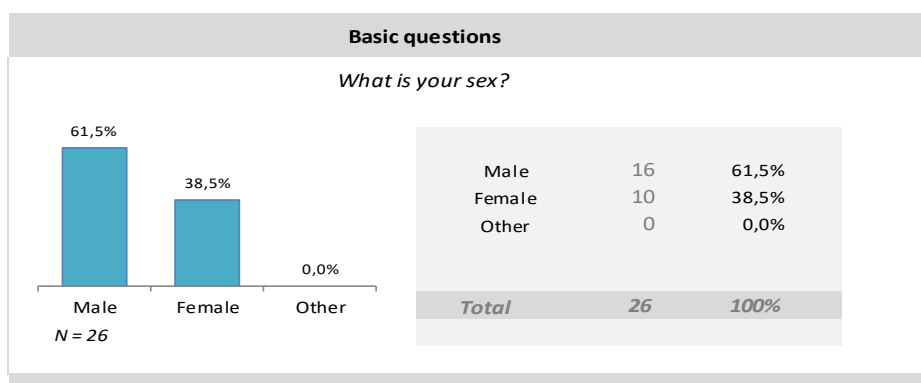 Basic questions
What is your sex?
61,5%
38,5%
0,0%
Male Female Other
N = 26
Male 16 61,5%
Female 10 38,5%
Other 0 0,0%
Total 26 100%